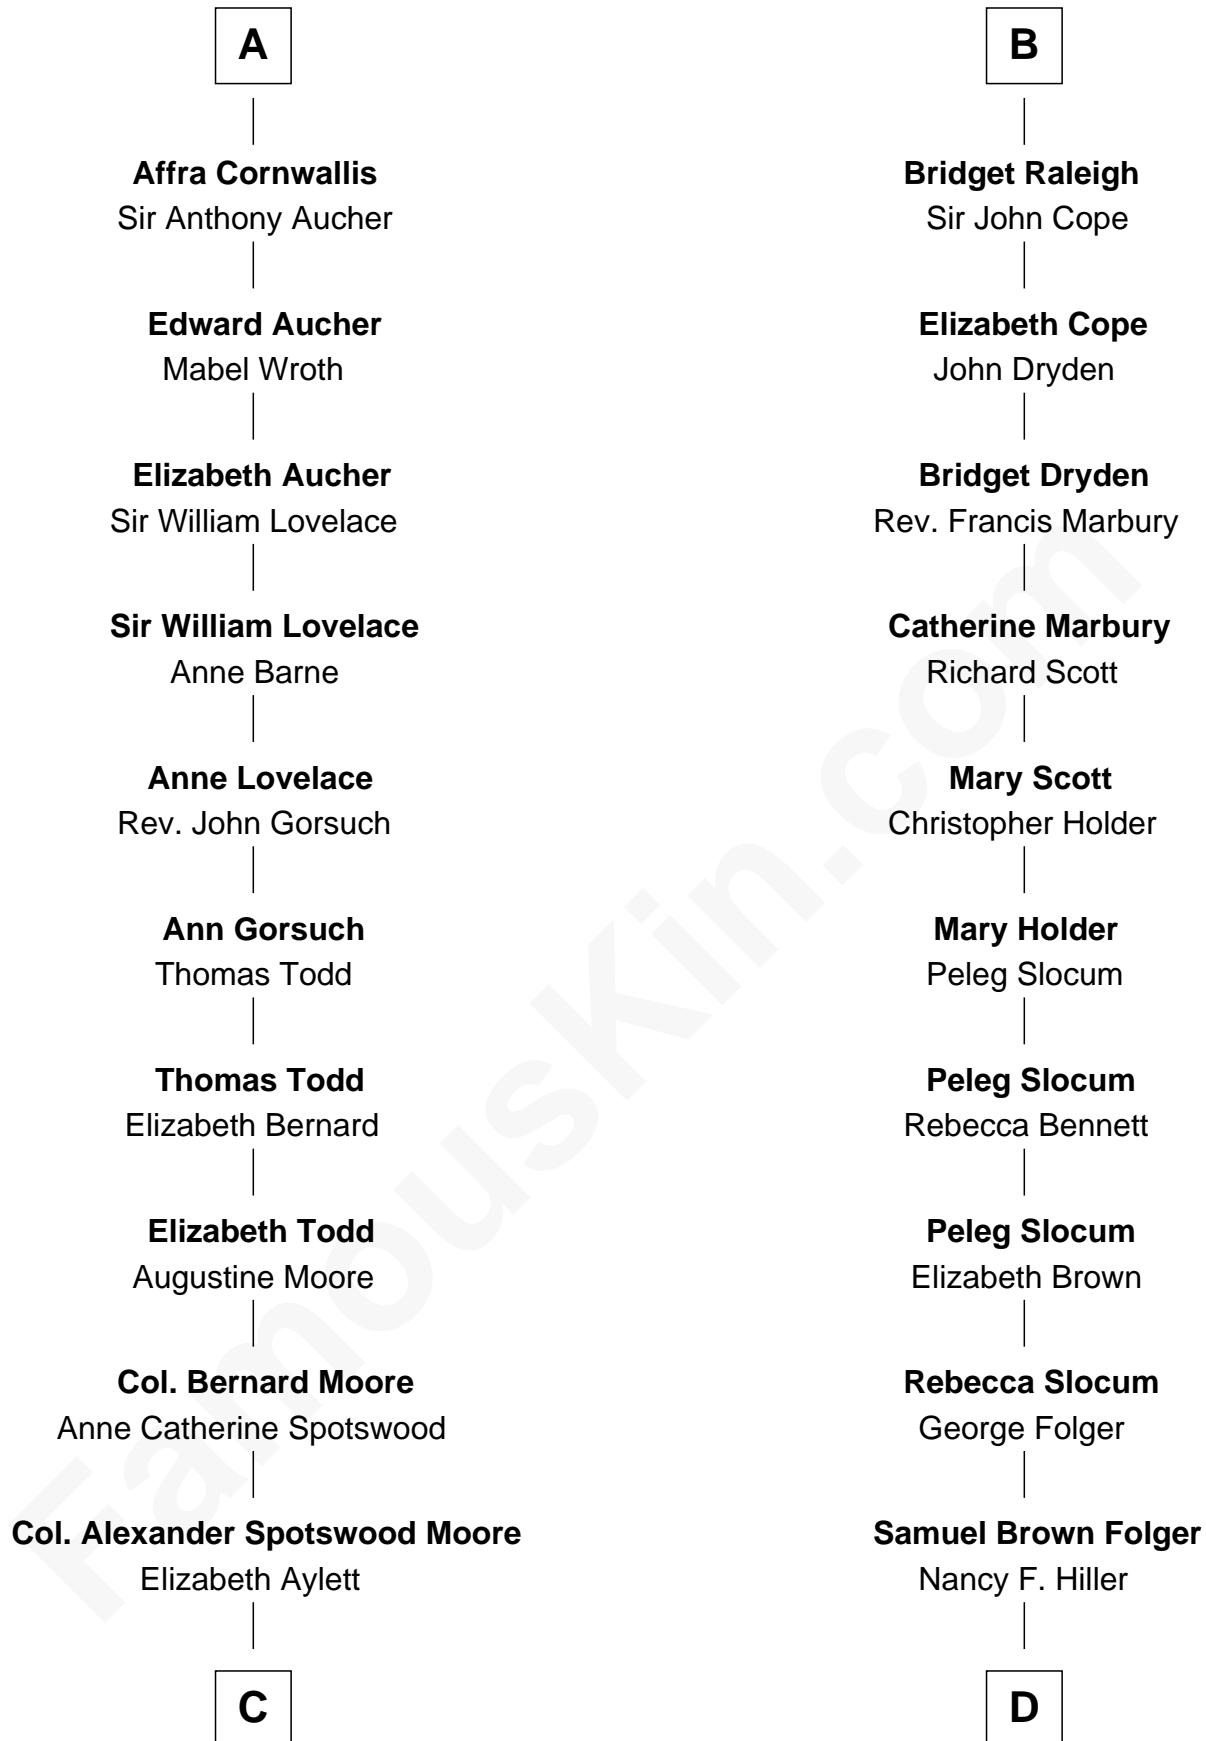 A
Affra Cornwallis
Sir Anthony Aucher
Edward Aucher
Mabel Wroth
Elizabeth Aucher
Sir William Lovelace
Sir William Lovelace
Anne Barne
Anne Lovelace
Rev. John Gorsuch
Ann Gorsuch
Thomas Todd
Thomas Todd
Elizabeth Bernard
Elizabeth Todd
Augustine Moore
Col. Bernard Moore
Anne Catherine Spotswood
Col. Alexander Spotswood Moore
Elizabeth Aylett
C
B
Bridget Raleigh
Sir John Cope
Elizabeth Cope
John Dryden
Bridget Dryden
Rev. Francis Marbury
Catherine Marbury
Richard Scott
Mary Scott
Christopher Holder
Mary Holder
Peleg Slocum
Peleg Slocum
Rebecca Bennett
Peleg Slocum
Elizabeth Brown
Rebecca Slocum
George Folger
Samuel Brown Folger
Nancy F. Hiller
D
FamousKin.com